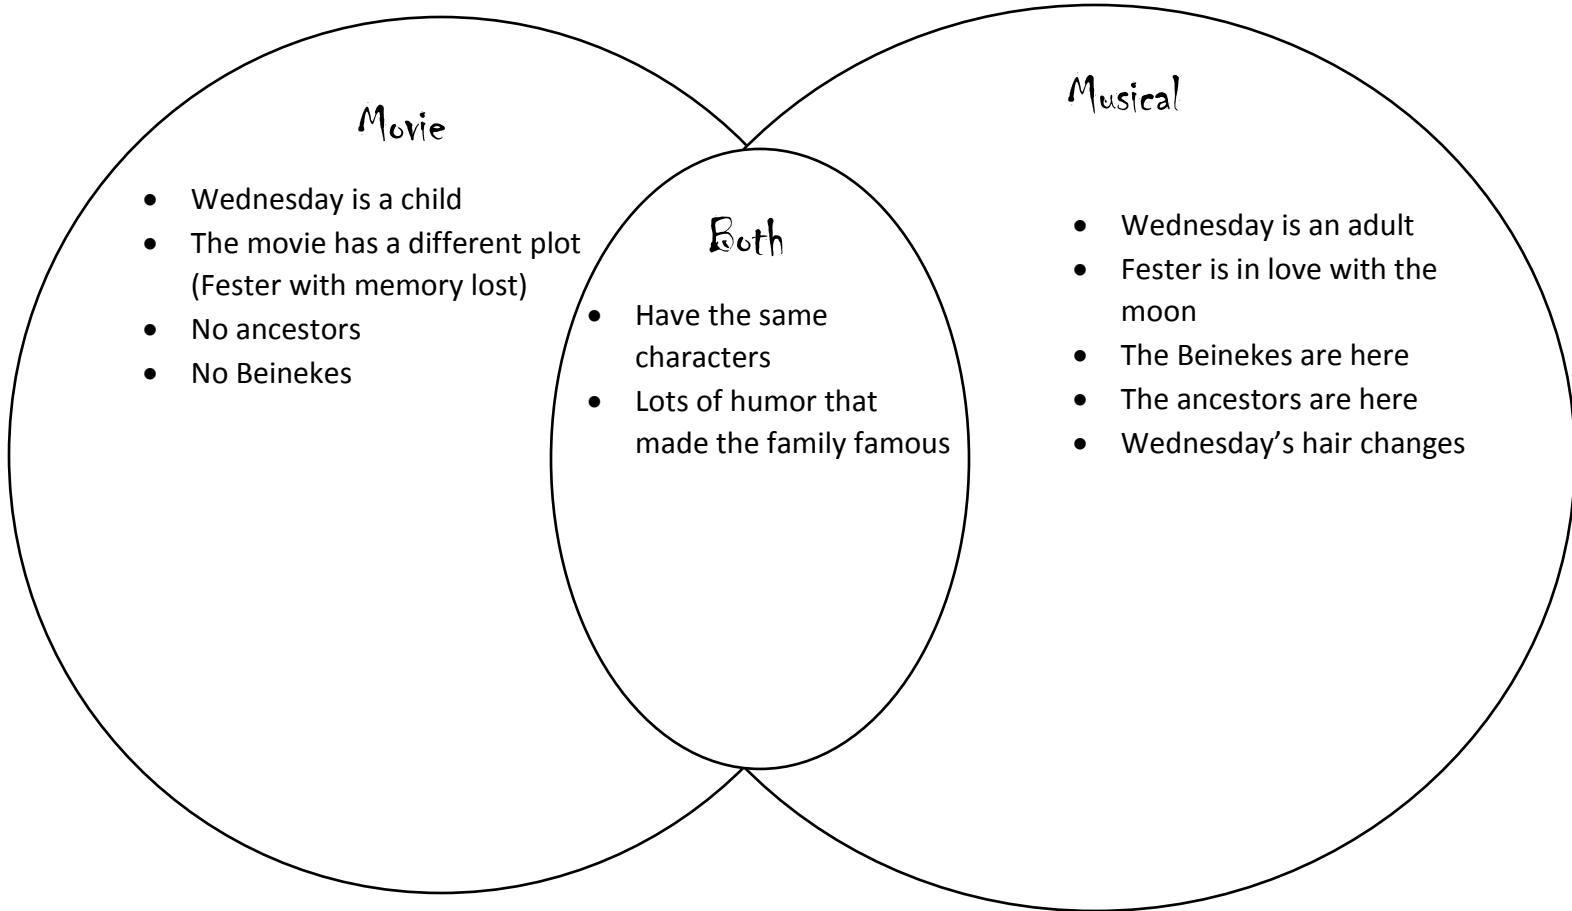 Movie
• Wednesday is a child
• The movie has a different plot
(Fester with memory lost)
• No ancestors
• No Beinekes
Both
• Have the same
characters
• Lots of humor that
made the family famous
Musical
• Wednesday is an adult
• Fester is in love with the
moon
• The Beinekes are here
• The ancestors are here
• Wednesday’s hair changes